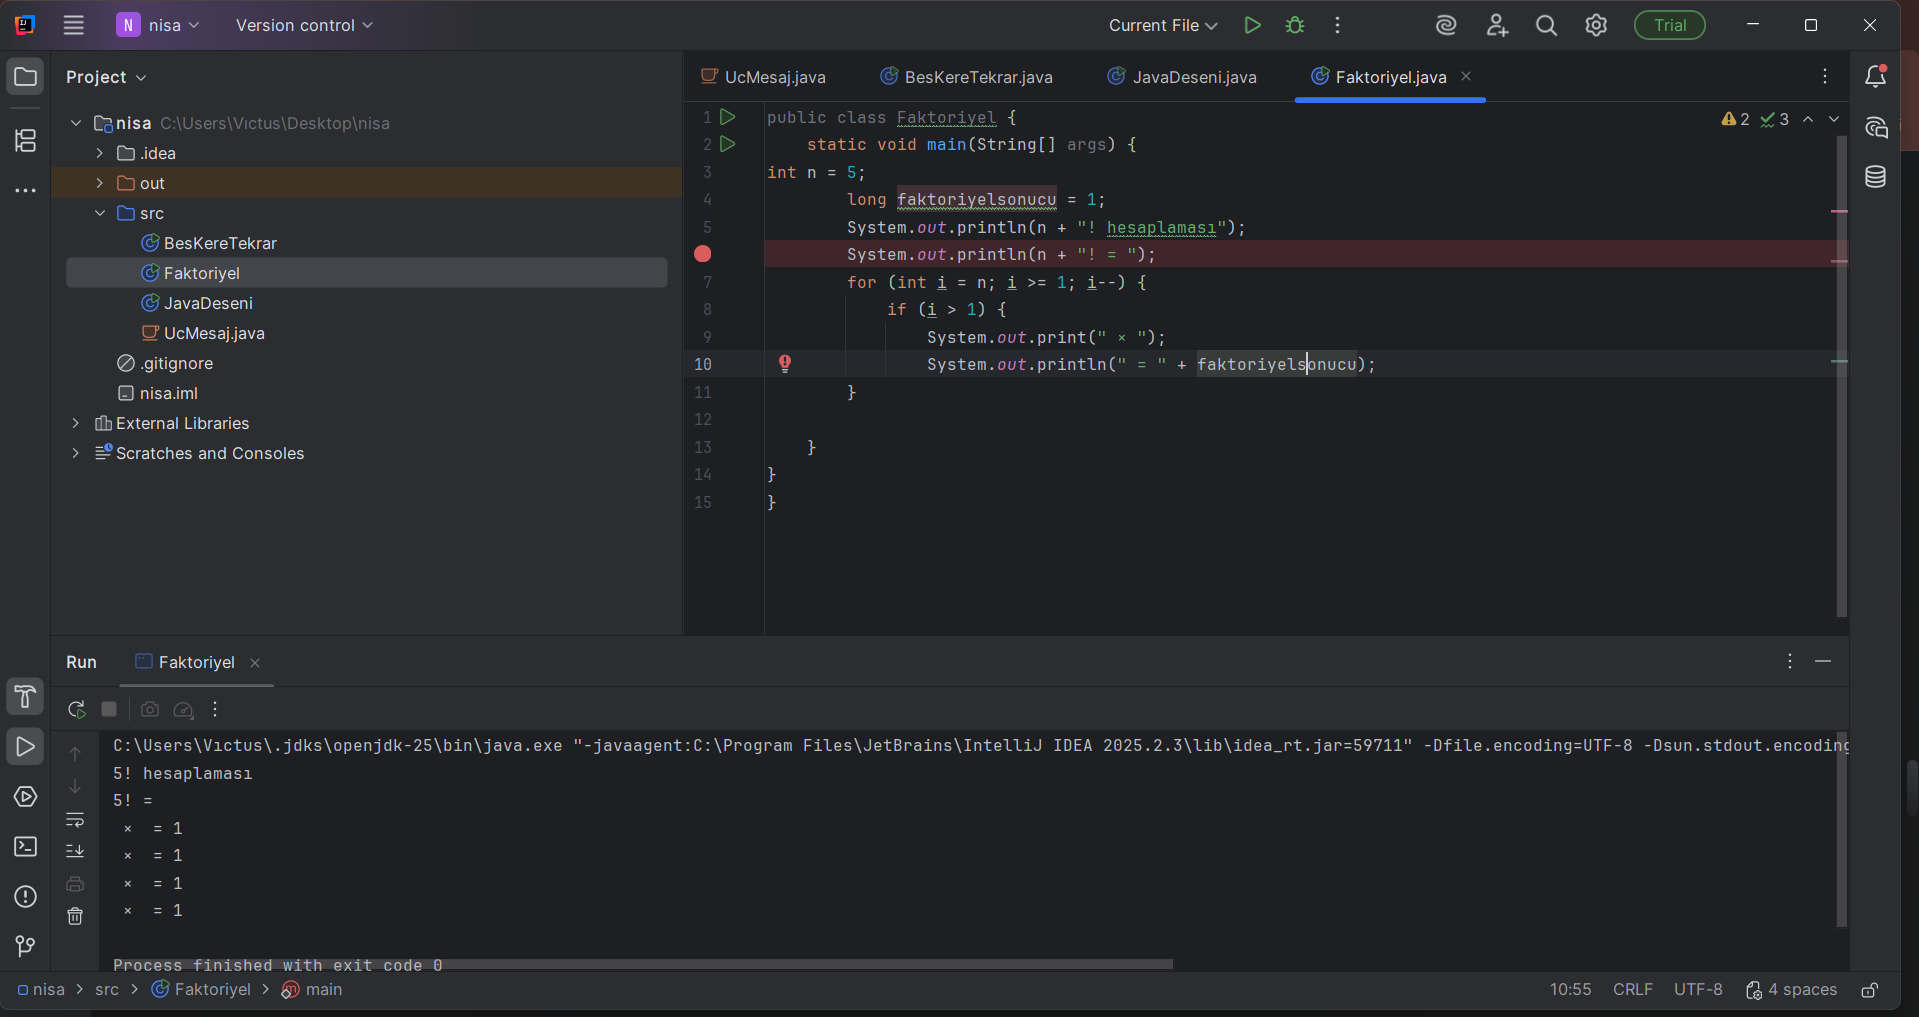 N nisa Version control Current File Trial
Project
nisa C:\Users\Vıctus\Desktop\nisa
.idea
out
src
BesKereTekrar
Faktoriyel
JavaDeseni
UcMesaj.java
.gitignore
nisa.iml
External Libraries
Scratches and Consoles
UcMesaj.java BesKereTekrar.java JavaDeseni.java Faktoriyel.java
2 3
1 public class Faktoriyel {
2 static void main(String[] args) {
3 int n = 5;
4 long faktoriyelsonucu = 1;
5 System.out.println(n + "! hesaplaması");
System.out.println(n + "! = ");
7 for (int i = n; i >= 1; i--) {
8 if (i > 1) {
9 System.out.print(" × ");
10 System.out.println(" = " + faktoriyelsonucu);
11 }
12
13 }
14 }
15 }
Run Faktoriyel
C:\Users\Vıctus\.jdks\openjdk-25\bin\java.exe "-javaagent:C:\Program Files\JetBrains\IntelliJ IDEA 2025.2.3\lib\idea_rt.jar=59711" -Dfile.encoding=UTF-8 -Dsun.stdout.encoding
5! hesaplaması
5! =
× = 1
× = 1
× = 1
× = 1
Process finished with exit code 0
nisa > src > Faktoriyel > main 10:55 CRLF UTF-8 4 spaces